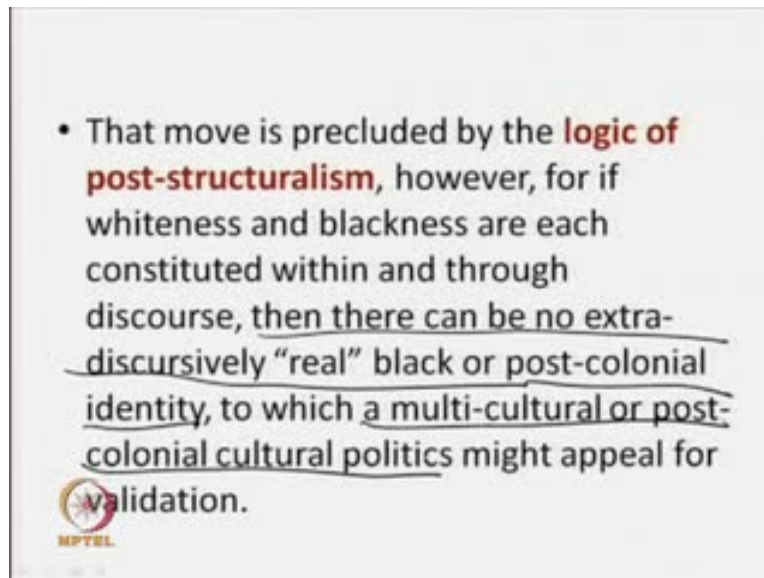 • That move is precluded by the logic of
post-structuralism, however, for if
whiteness and blackness are each
constituted within and through
discourse, then there can be no extra-
discursively “real” black or post-colonial
identity, to which a multi-cultural or post-
colonial cultural politics might appeal for
validation.
NPTEL